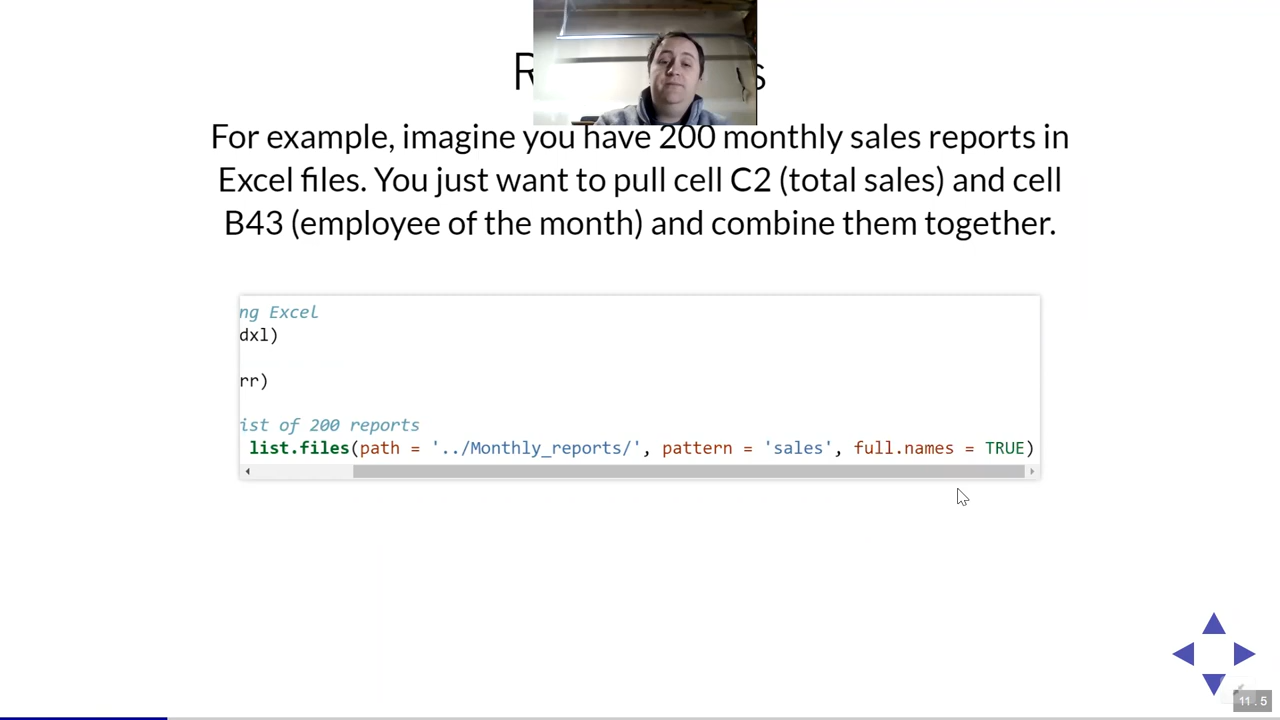 R s
For example, imagine you have 200 monthly sales reports in
Excel files. You just want to pull cell C2 (total sales) and cell
B43 (employee of the month) and combine them together.
ng Excel
dxl)
rr)
ist of 200 reports
list.files(path = '../Monthly_reports/', pattern = 'sales', full.names = TRUE)
11.5